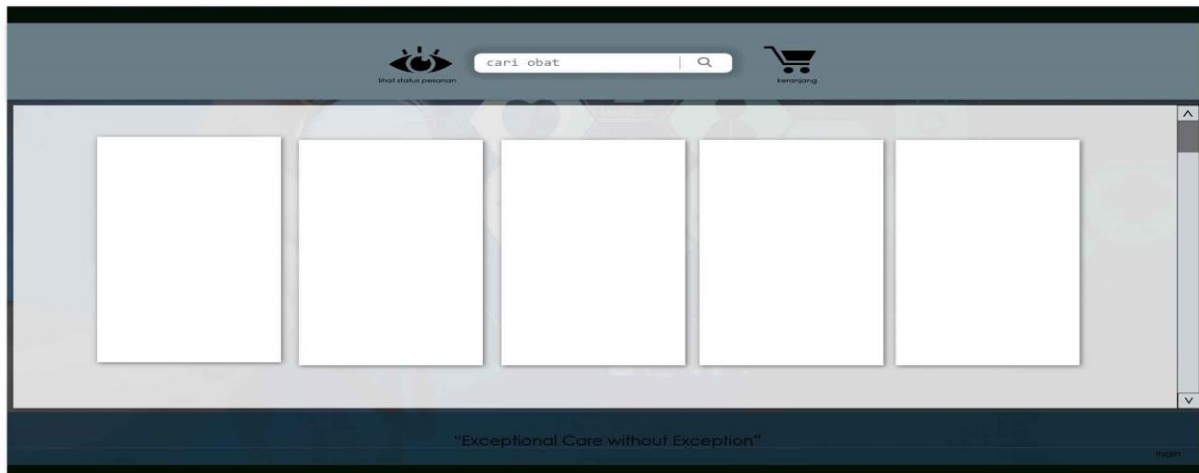 cari obat
lihat status pesanan
keranjang
"Exceptional Care without Exception"
login